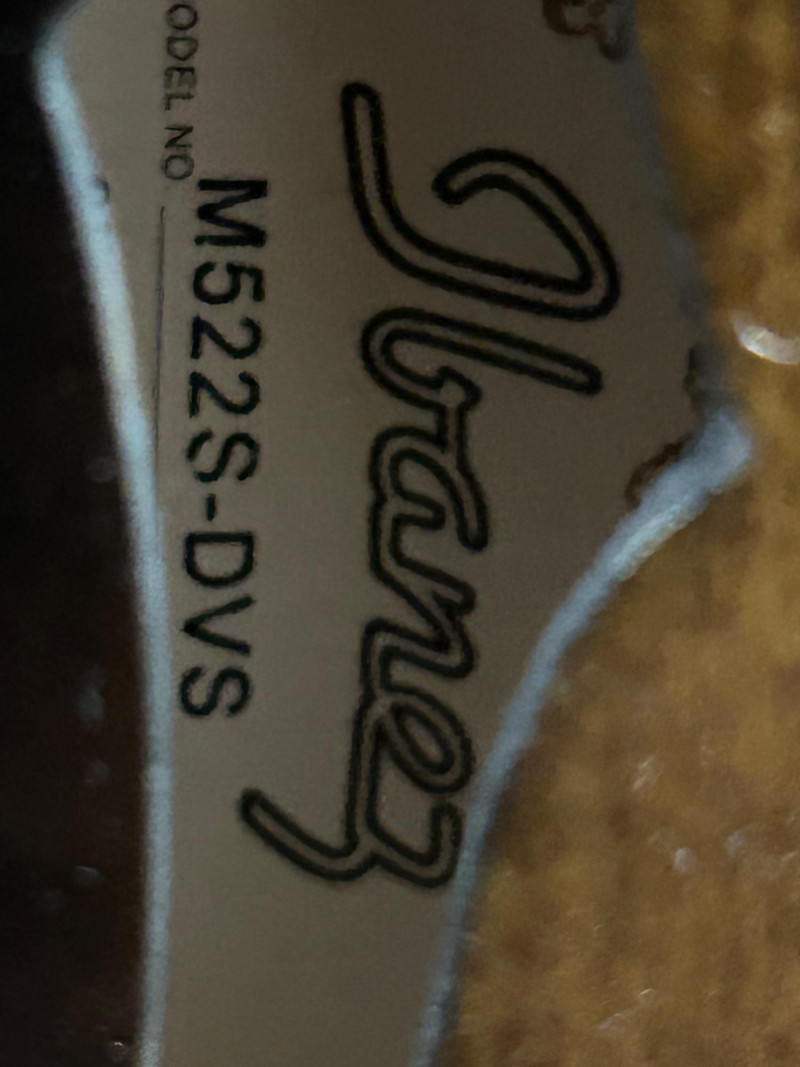 Ibanez
ODEL NO
M522S-DVS